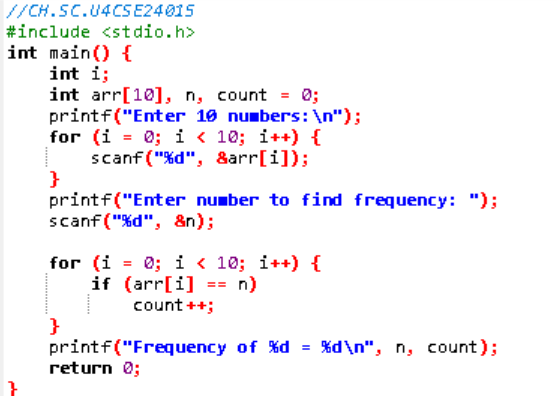 //CH.SC.U4CSE24015
#include <stdio.h>
int main() {
    int i;
    int arr[10], n, count = 0;
    printf("Enter 10 numbers:\n");
    for (i = 0; i < 10; i++) {
        scanf("%d", &arr[i]);
    }
    printf("Enter number to find frequency: ");
    scanf("%d", &n);

    for (i = 0; i < 10; i++) {
        if (arr[i] == n)
            count++;
    }
    printf("Frequency of %d = %d\n", n, count);
    return 0;
}